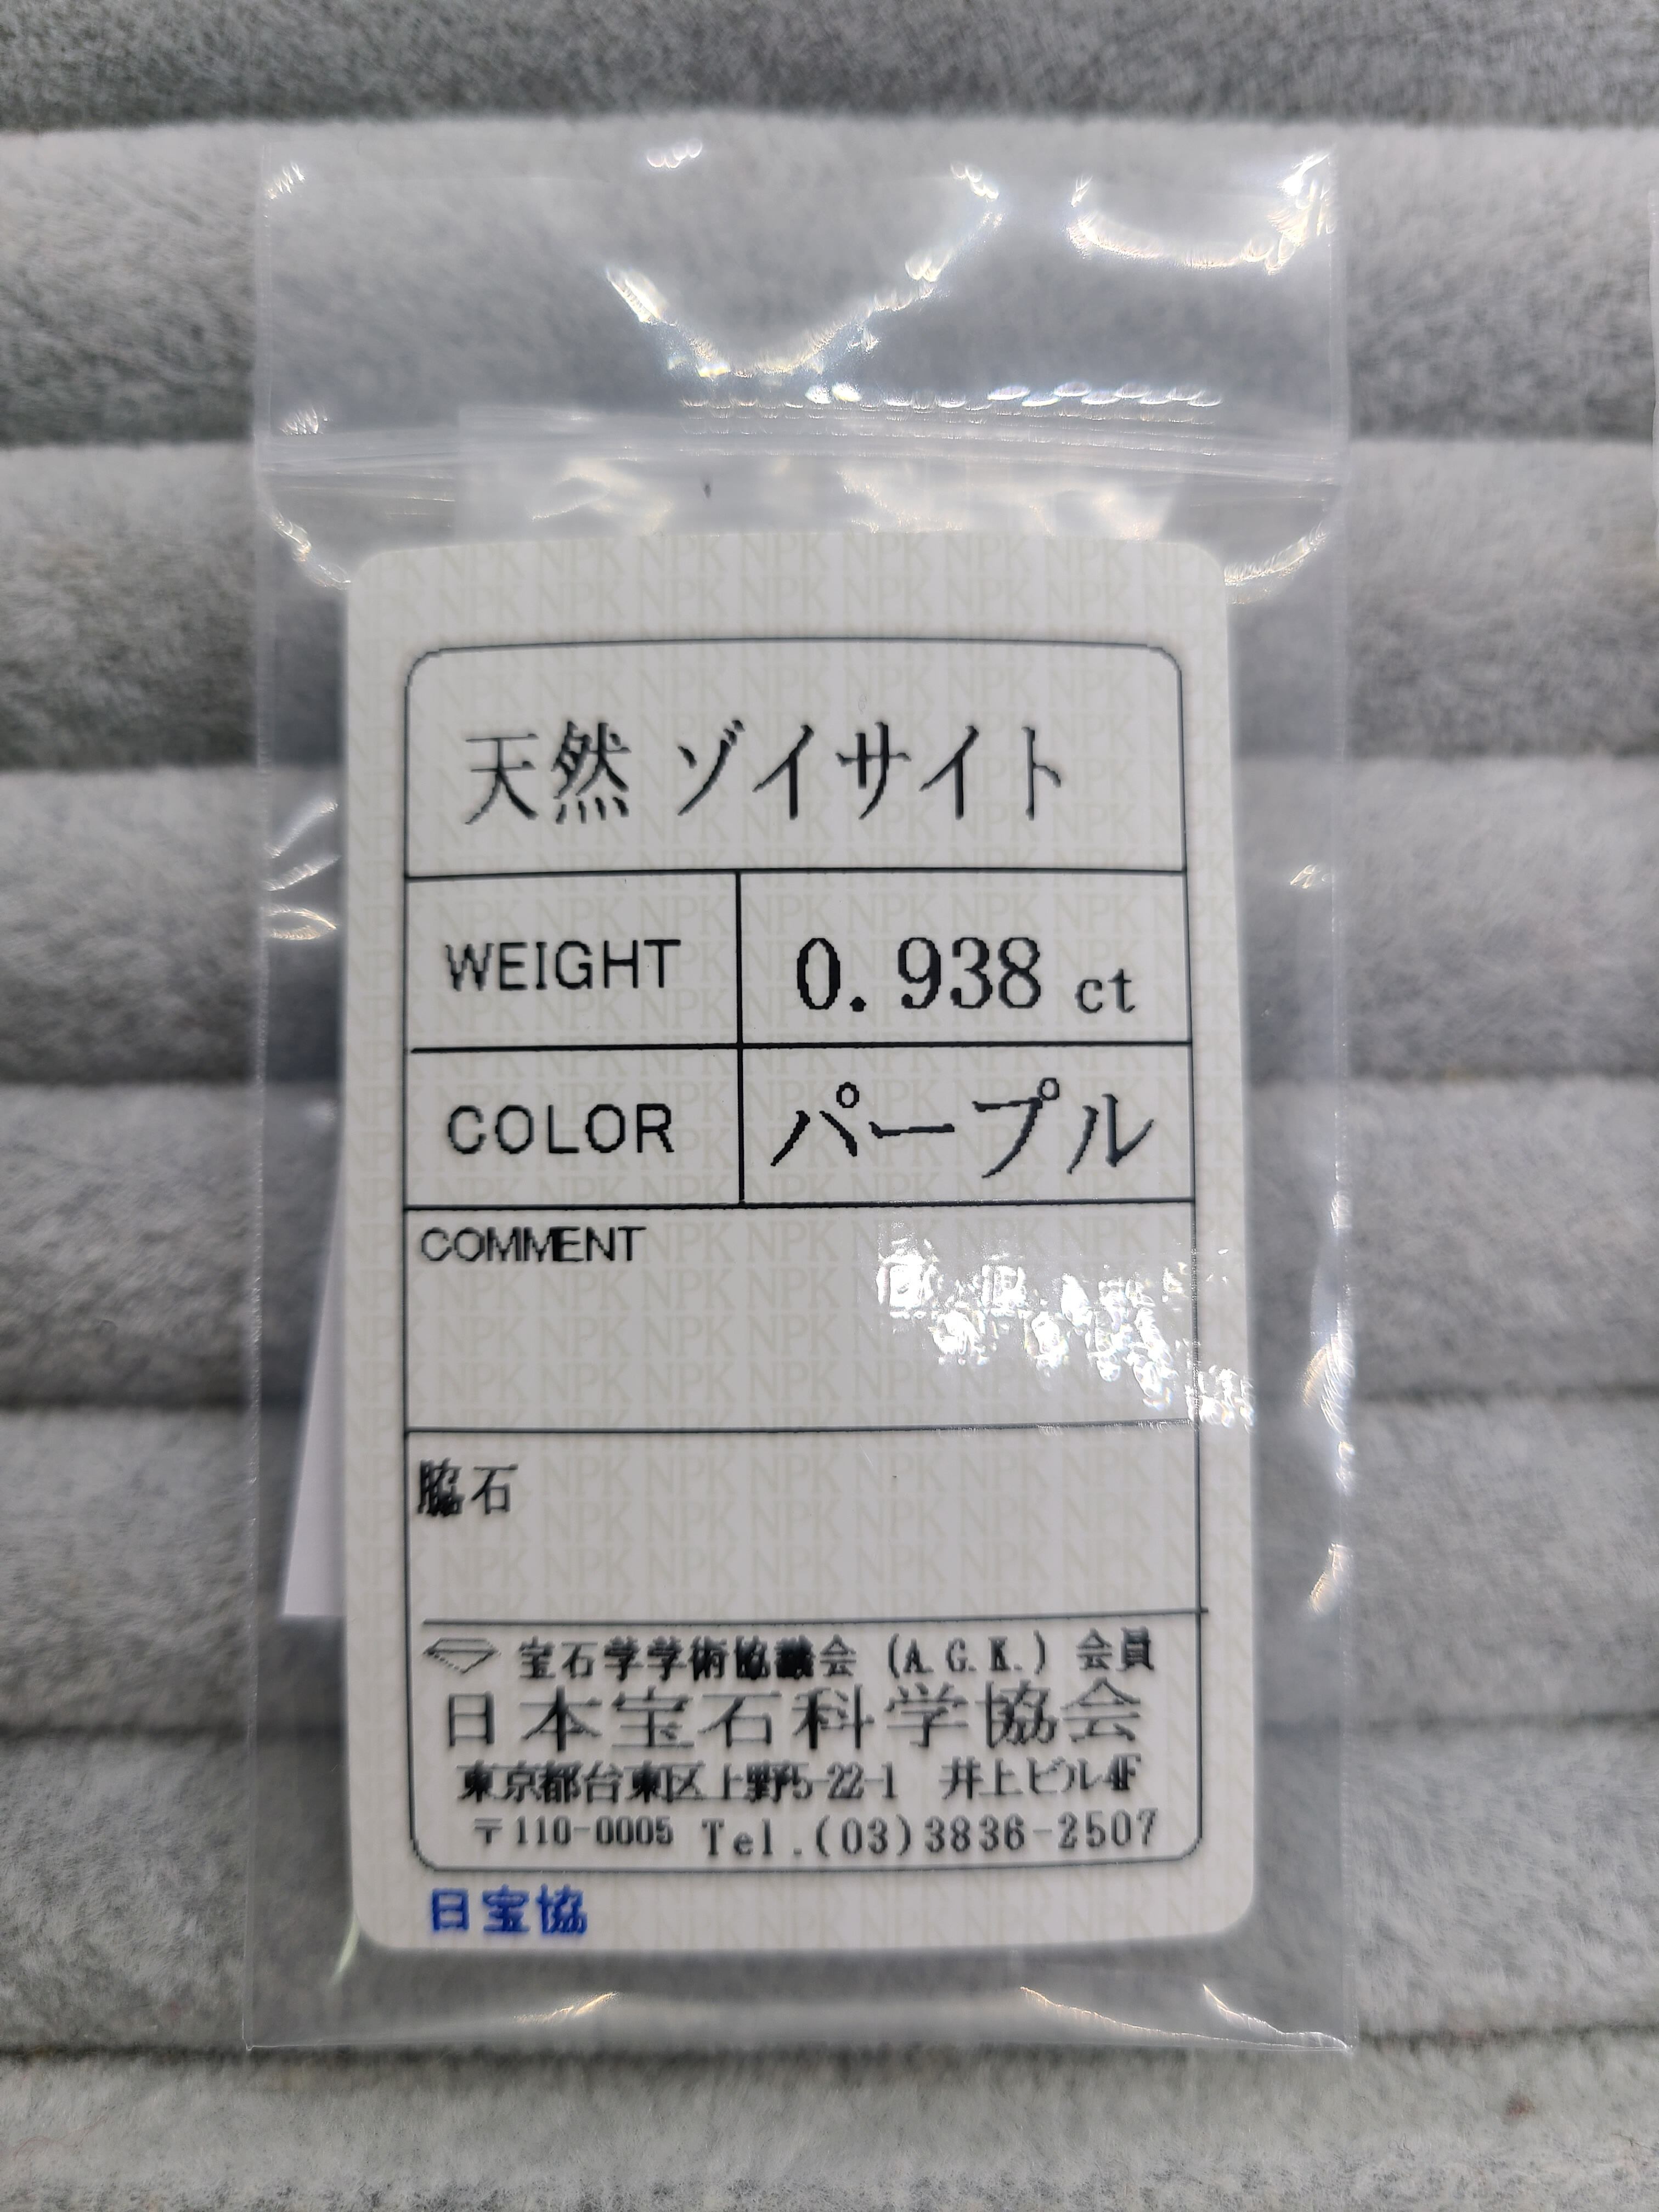 天然 ゾイサイト
WEIGHT 0.938 ct
COLOR パープル
COMMENT
脇石
宝石学学術協議会 (A.G.K.) 会員
日本宝石科学協会
東京都台東区上野5-22-1 井上ビル4F
〒110-0005 Tel.(03)3836-2507
日宝協